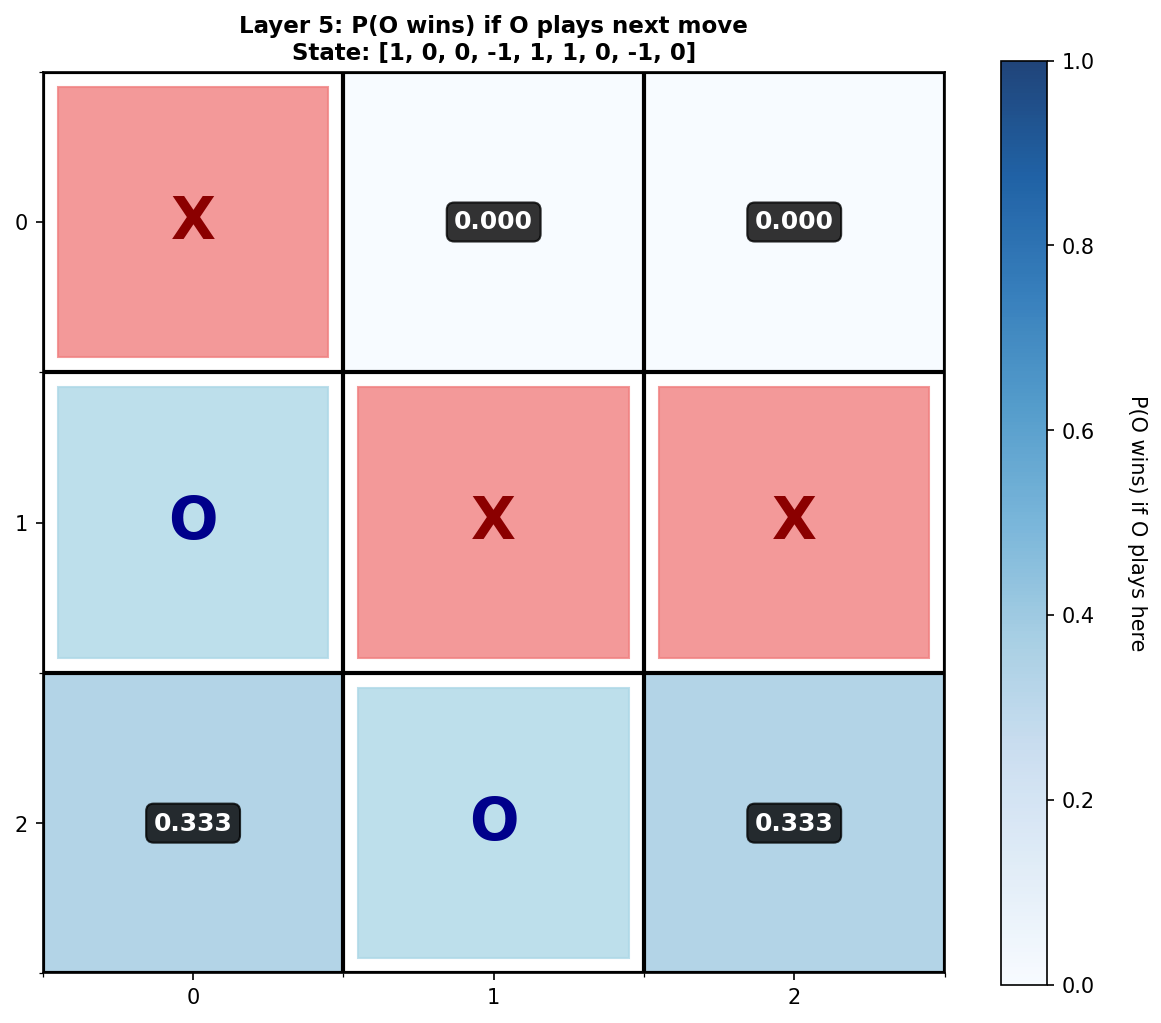 Layer 5: P(O wins) if O plays next move
State: [1, 0, 0, -1, 1, 1, 0, -1, 0]
0
X
0.000
0.000
1
O
X
X
2
0.333
O
0.333
0
1
2
1.0
0.8
0.6
0.4
0.2
0.0
P(O wins) if O plays here